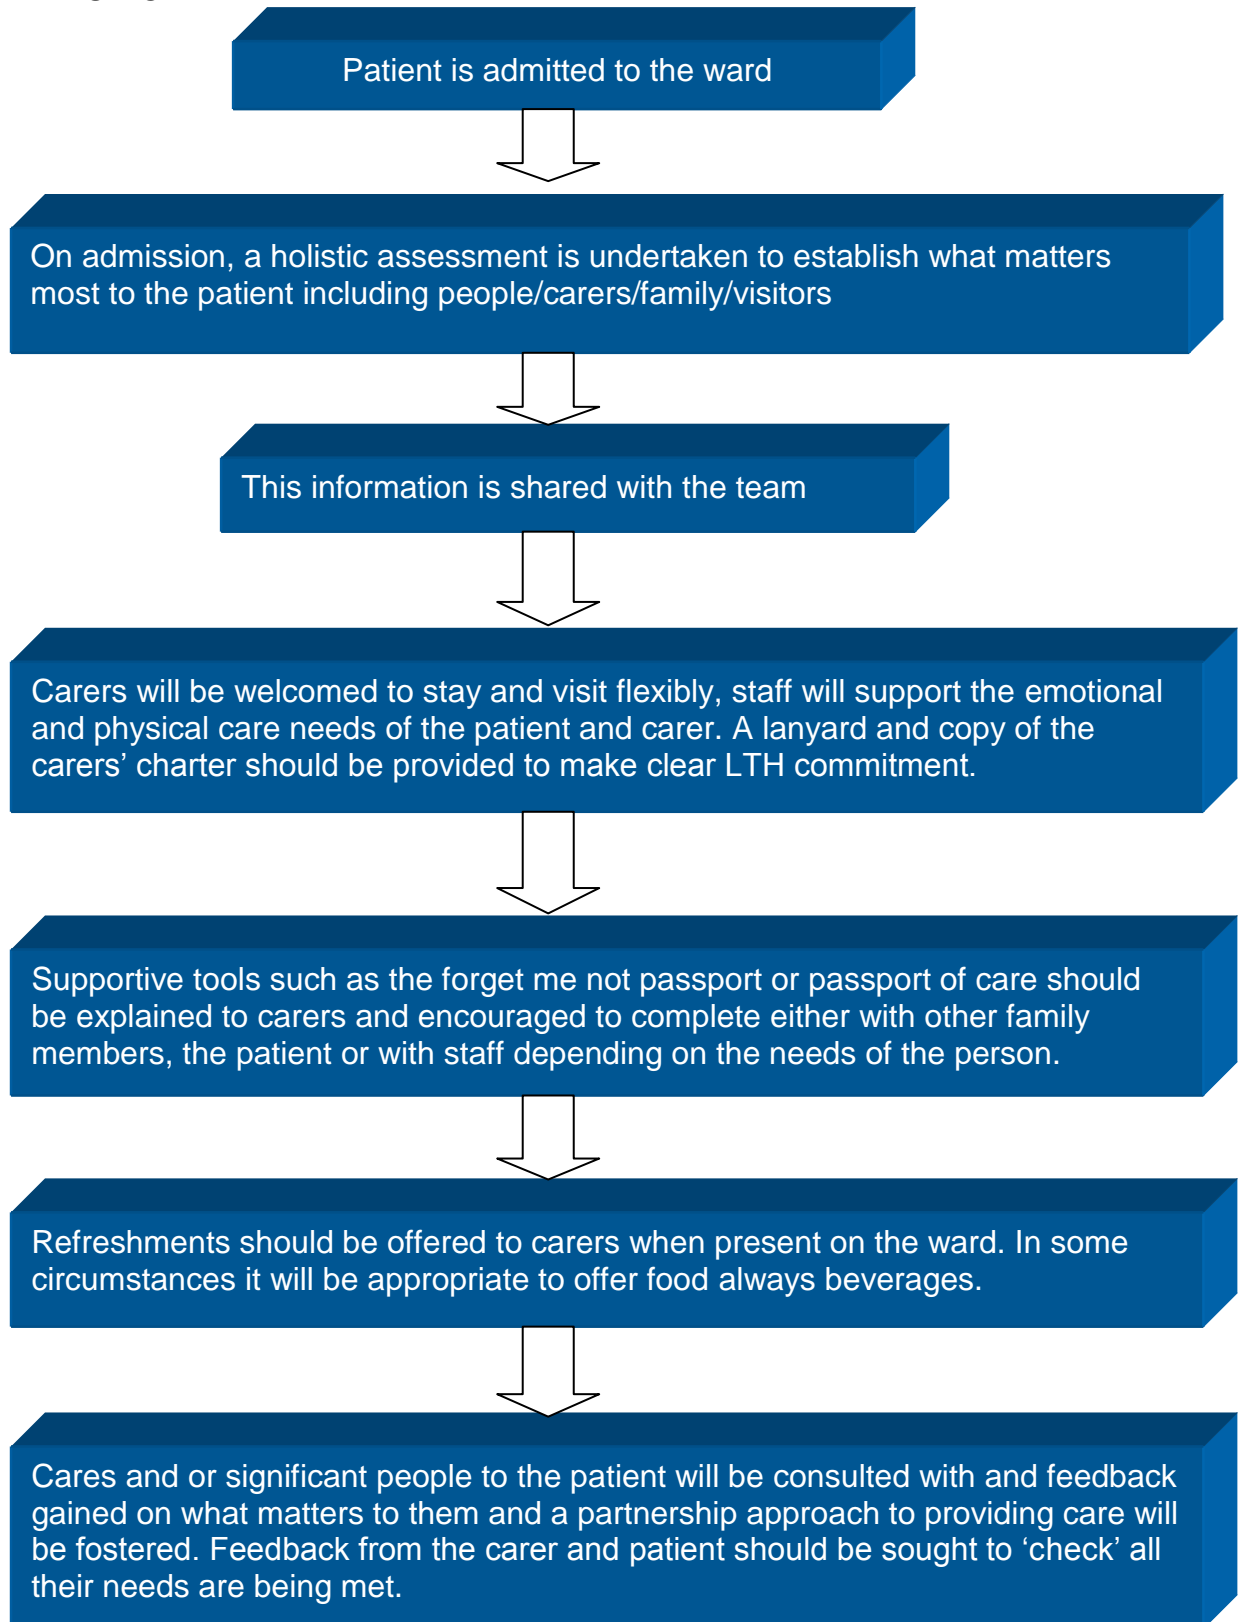 Patient is admitted to the ward
On admission, a holistic assessment is undertaken to establish what matters
most to the patient including people/carers/family/visitors
This information is shared with the team
Carers will be welcomed to stay and visit flexibly, staff will support the emotional
and physical care needs of the patient and carer. A lanyard and copy of the
carers’ charter should be provided to make clear LTH commitment.
Supportive tools such as the forget me not passport or passport of care should
be explained to carers and encouraged to complete either with other family
members, the patient or with staff depending on the needs of the person.
Refreshments should be offered to carers when present on the ward. In some
circumstances it will be appropriate to offer food always beverages.
Cares and or significant people to the patient will be consulted with and feedback
gained on what matters to them and a partnership approach to providing care will
be fostered. Feedback from the carer and patient should be sought to ‘check’ all
their needs are being met.